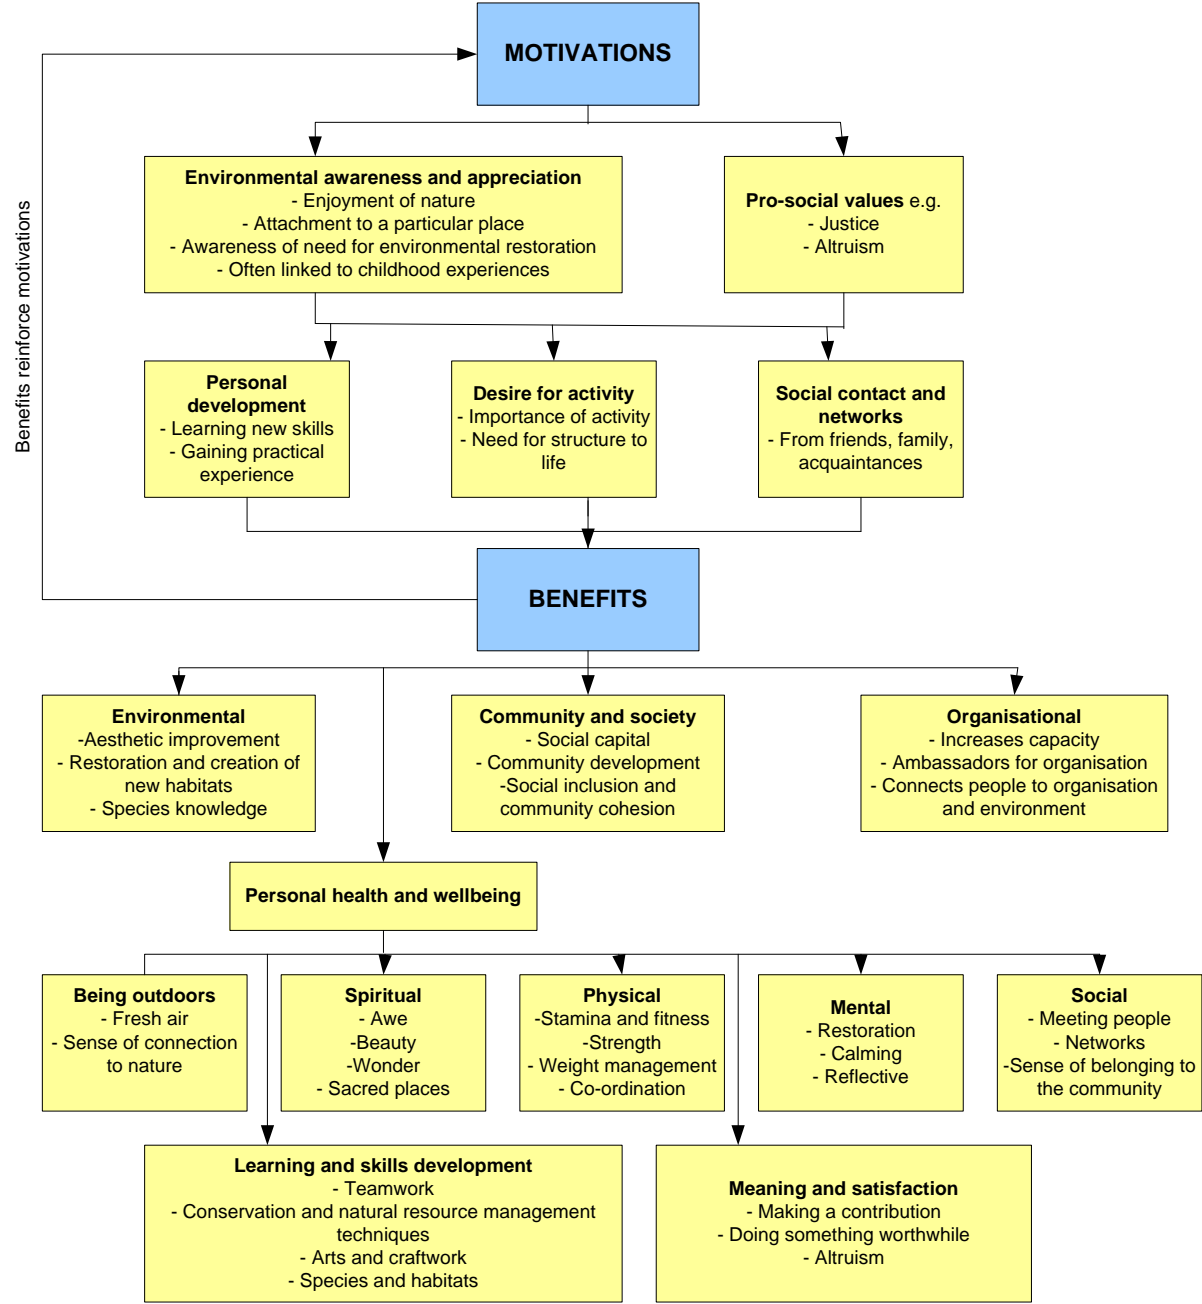 MOTIVATIONS
Environmental awareness and appreciation
- Enjoyment of nature
- Attachment to a particular place
- Awareness of need for environmental restoration
- Often linked to childhood experiences
Pro-social values e.g.
- Justice
- Altruism
Benefits reinforce motivations
Personal
development
- Learning new skills
- Gaining practical
experience
Desire for activity
- Importance of activity
- Need for structure to
life
Social contact and
networks
- From friends, family,
acquaintances
BENEFITS
Environmental
-Aesthetic improvement
- Restoration and creation of
new habitats
- Species knowledge
Community and society
- Social capital
- Community development
-Social inclusion and
community cohesion
Organisational
- Increases capacity
- Ambassadors for organisation
- Connects people to organisation
and environment
Personal health and wellbeing
Being outdoors
- Fresh air
- Sense of connection
to nature
Spiritual
- Awe
-Beauty
-Wonder
- Sacred places
Physical
-Stamina and fitness
-Strength
- Weight management
- Co-ordination
Mental
- Restoration
- Calming
- Reflective
Social
- Meeting people
- Networks
-Sense of belonging to
the community
Learning and skills development
- Teamwork
- Conservation and natural resource management
techniques
- Arts and craftwork
- Species and habitats
Meaning and satisfaction
- Making a contribution
- Doing something worthwhile
- Altruism